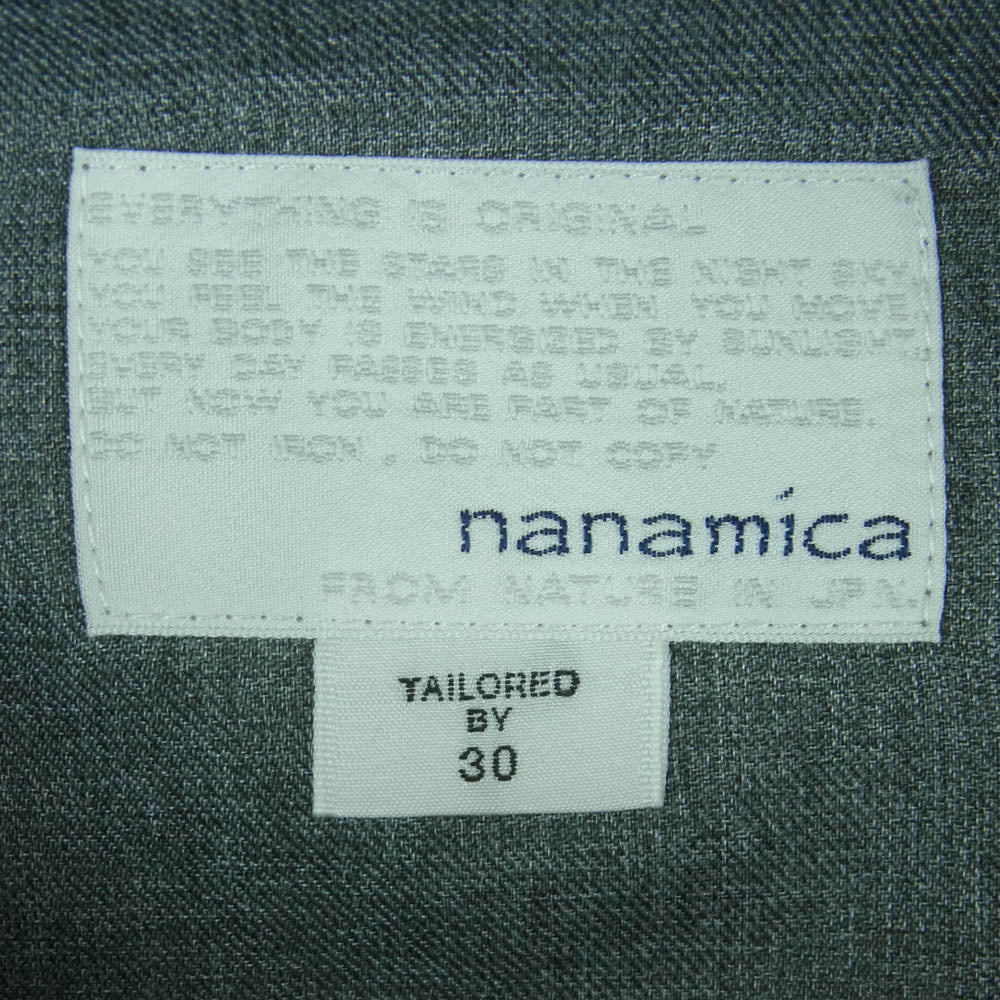 EVERYTHING IS ORIGINAL
YOU SEE THE STARS IN THE NIGHT SKY.
YOU FEEL THE WIND WHEN YOU MOVE.
YOUR BODY IS ENERGIZED BY SUNLIGHT.
EVERY DAY PASSES AS USUAL,
BUT NOW YOU ARE PART OF NATURE.
DO NOT IRON , DO NOT COPY
nanamica
FROM NATURE IN JPN.
TAILORED
BY
30